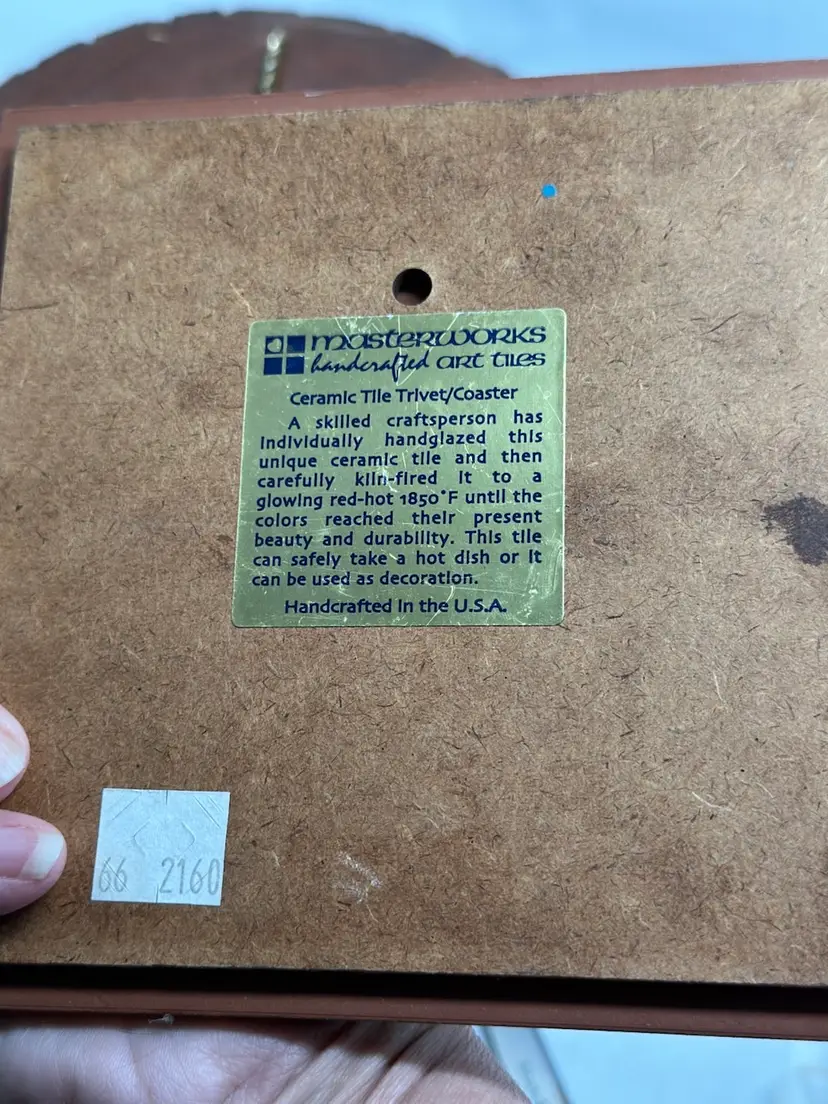 masterworks
handcrafted art tiles
Ceramic Tile Trivet/Coaster
A skilled craftsperson has
individually handglazed this
unique ceramic tile and then
carefully kiln-fired it to a
glowing red-hot 1850°F until the
colors reached their present
beauty and durability. This tile
can safely take a hot dish or it
can be used as decoration.
Handcrafted in the U.S.A.
66 2160